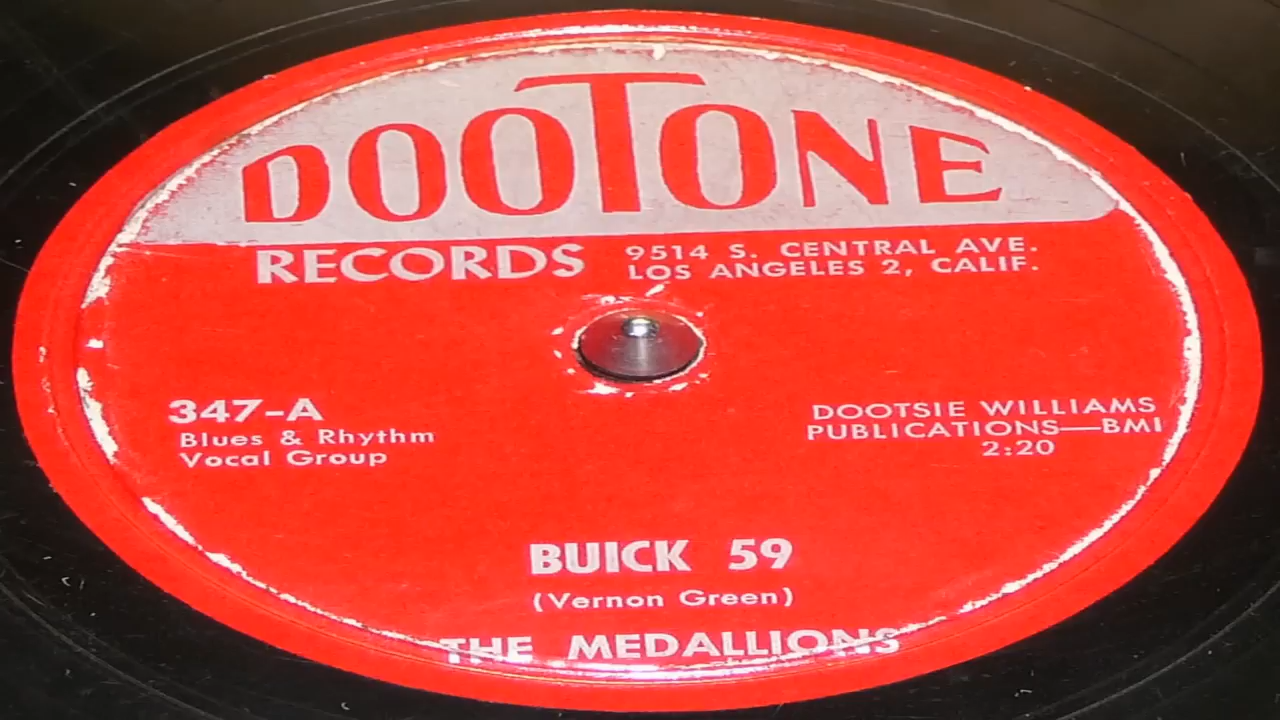 DOOTONE
RECORDS
9514 S. CENTRAL AVE.
LOS ANGELES 2, CALIF.
347-A
Blues & Rhythm
Vocal Group
DOOTSIE WILLIAMS
PUBLICATIONS—BMI
2:20
BUICK 59
(Vernon Green)
THE MEDALLIONS